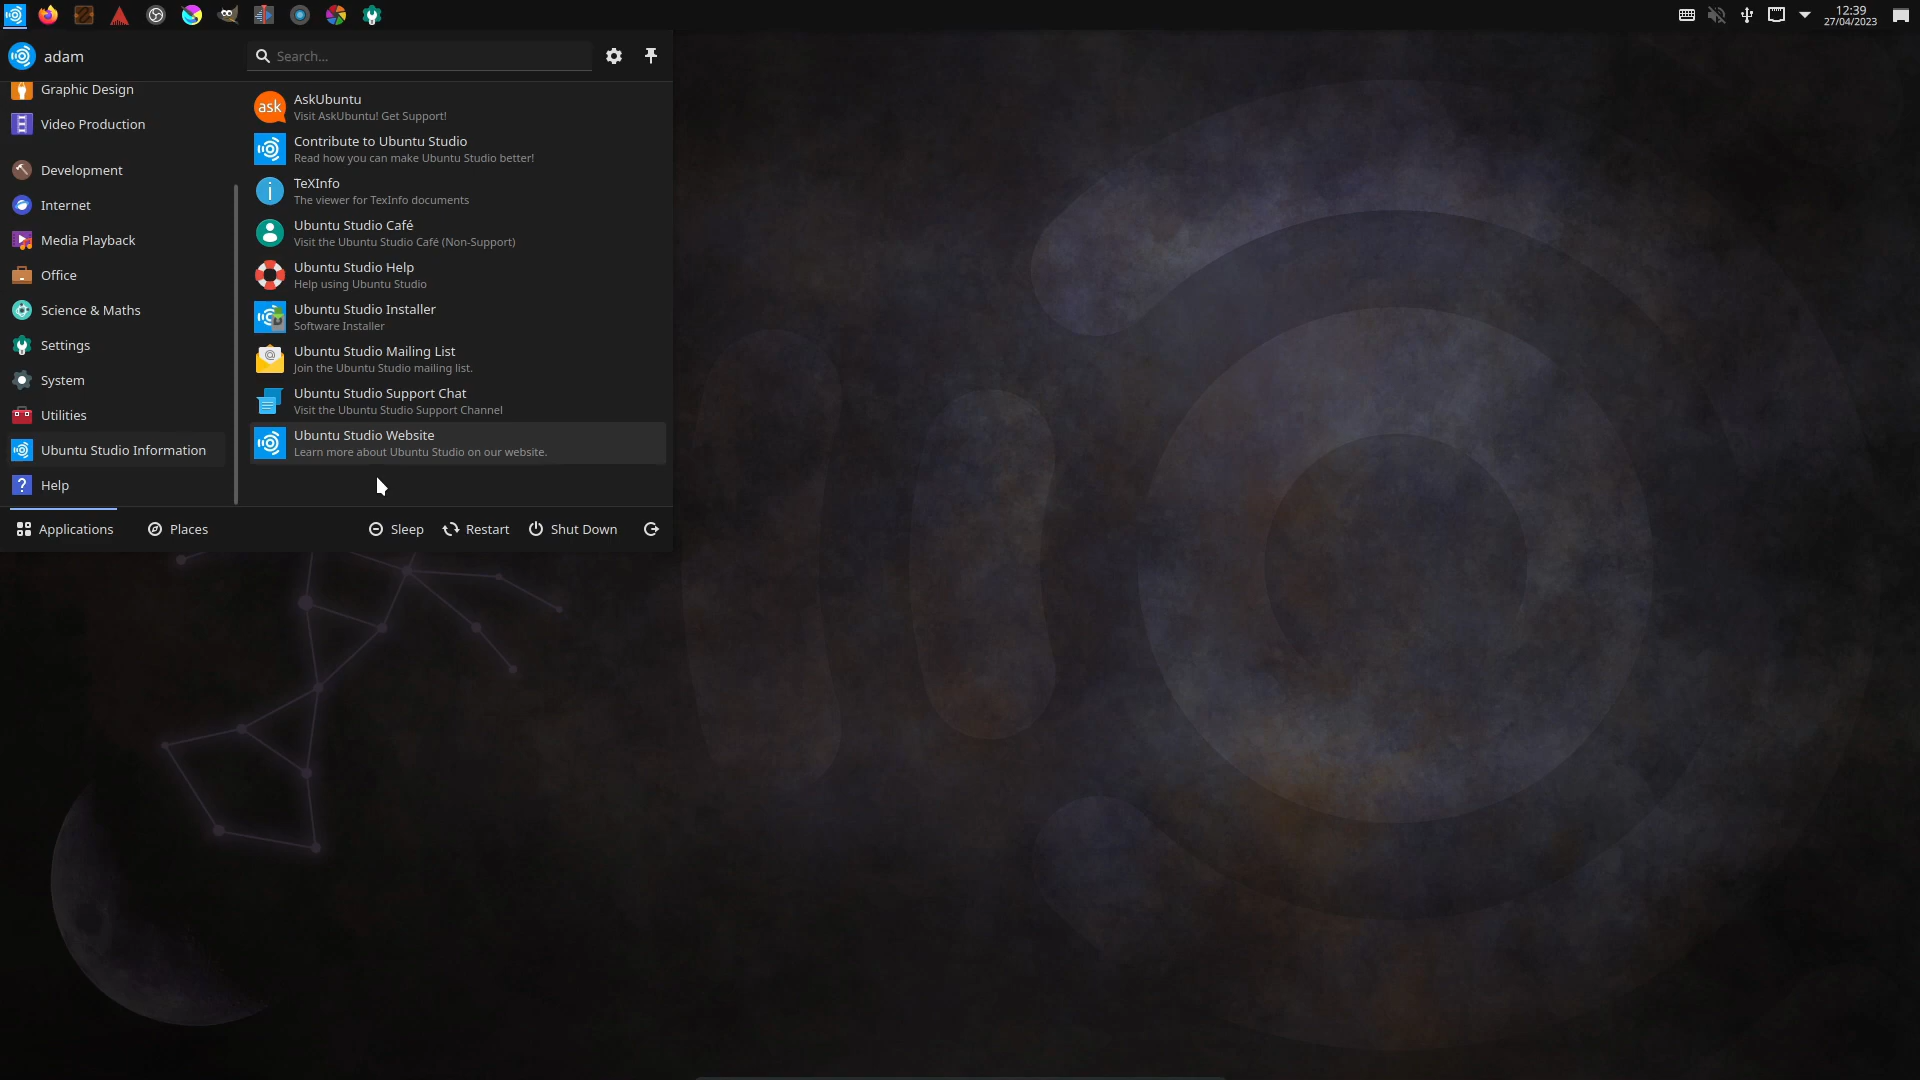 12:39
27/04/2023
adam
Search...
Graphic Design
Video Production
Development
Internet
Media Playback
Office
Science & Maths
Settings
System
Utilities
Ubuntu Studio Information
Help
ask
AskUbuntu
Visit AskUbuntu! Get Support!
Contribute to Ubuntu Studio
Read how you can make Ubuntu Studio better!
TeXInfo
The viewer for TexInfo documents
Ubuntu Studio Café
Visit the Ubuntu Studio Café (Non-Support)
Ubuntu Studio Help
Help using Ubuntu Studio
Ubuntu Studio Installer
Software Installer
Ubuntu Studio Mailing List
Join the Ubuntu Studio mailing list.
Ubuntu Studio Support Chat
Visit the Ubuntu Studio Support Channel
Ubuntu Studio Website
Learn more about Ubuntu Studio on our website.
Applications
Places
Sleep
Restart
Shut Down